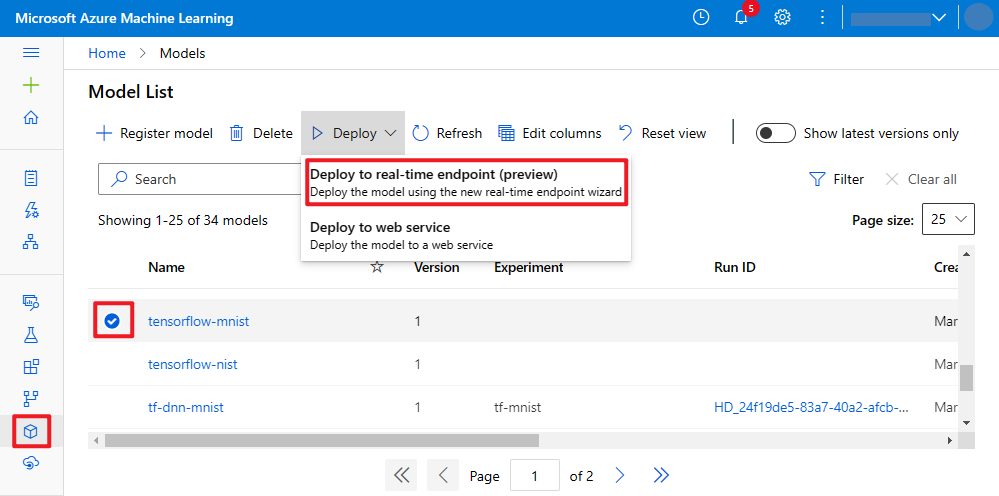 Microsoft Azure Machine Learning
5
Home > Models
Model List
Register model Delete Deploy Refresh Edit columns Reset view Show latest versions only
Deploy to real-time endpoint (preview)
Deploy the model using the new real-time endpoint wizard
Search
Filter Clear all
Deploy to web service
Deploy the model to a web service
Showing 1-25 of 34 models
Page size: 25
Name Version Experiment Run ID Crea
tensorflow-mnist 1 Mar
tensorflow-nist 1 Mar
tf-dnn-mnist 1 tf-mnist HD_24f19de5-83a7-40a2-afcb-... Mar
Page 1 of 2